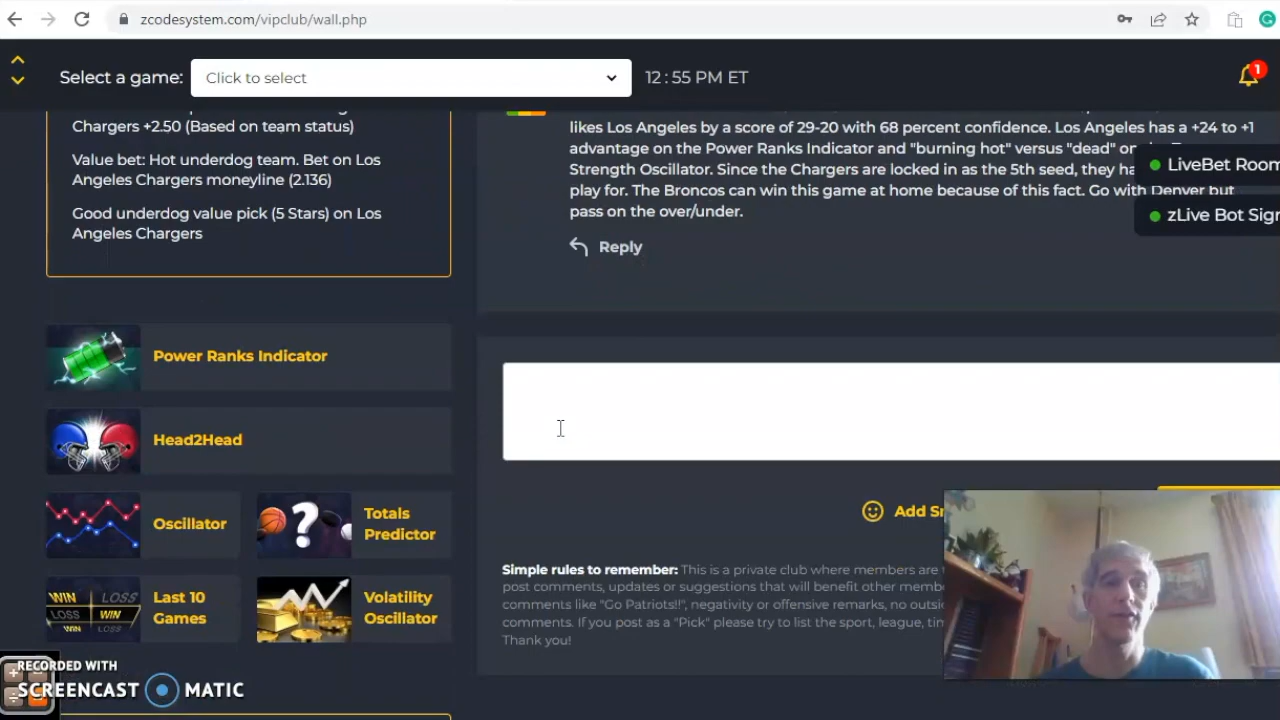 zcodesystem.com/vipclub/wall.php
Select a game:
Click to select
12 : 55 PM ET
1
Chargers +2.50 (Based on team status)
Value bet: Hot underdog team. Bet on Los
Angeles Chargers moneyline (2.136)
Good underdog value pick (5 Stars) on Los
Angeles Chargers
Power Ranks Indicator
Head2Head
Oscillator
Totals
Predictor
WIN LOSS
LOSS WIN
WIN LOSS
Last 10
Games
Volatility
Oscillator
likes Los Angeles by a score of 29-20 with 68 percent confidence. Los Angeles has a +24 to +1
advantage on the Power Ranks Indicator and "burning hot" versus "dead" on
Strength Oscillator. Since the Chargers are locked in as the 5th seed, they
play for. The Broncos can win this game at home because of this fact. Go with Denver but
pass on the over/under.
Reply
LiveBet Room
zLive Bot
Add
Simple rules to remember: This is a private club where members are
post comments, updates or suggestions that will benefit other
comments like "Go Patriots!!", negativity or offensive remarks, no
comments. If you post as a "Pick" please try to list the sport, league,
Thank you!
RECORDED WITH
SCREENCAST MATIC